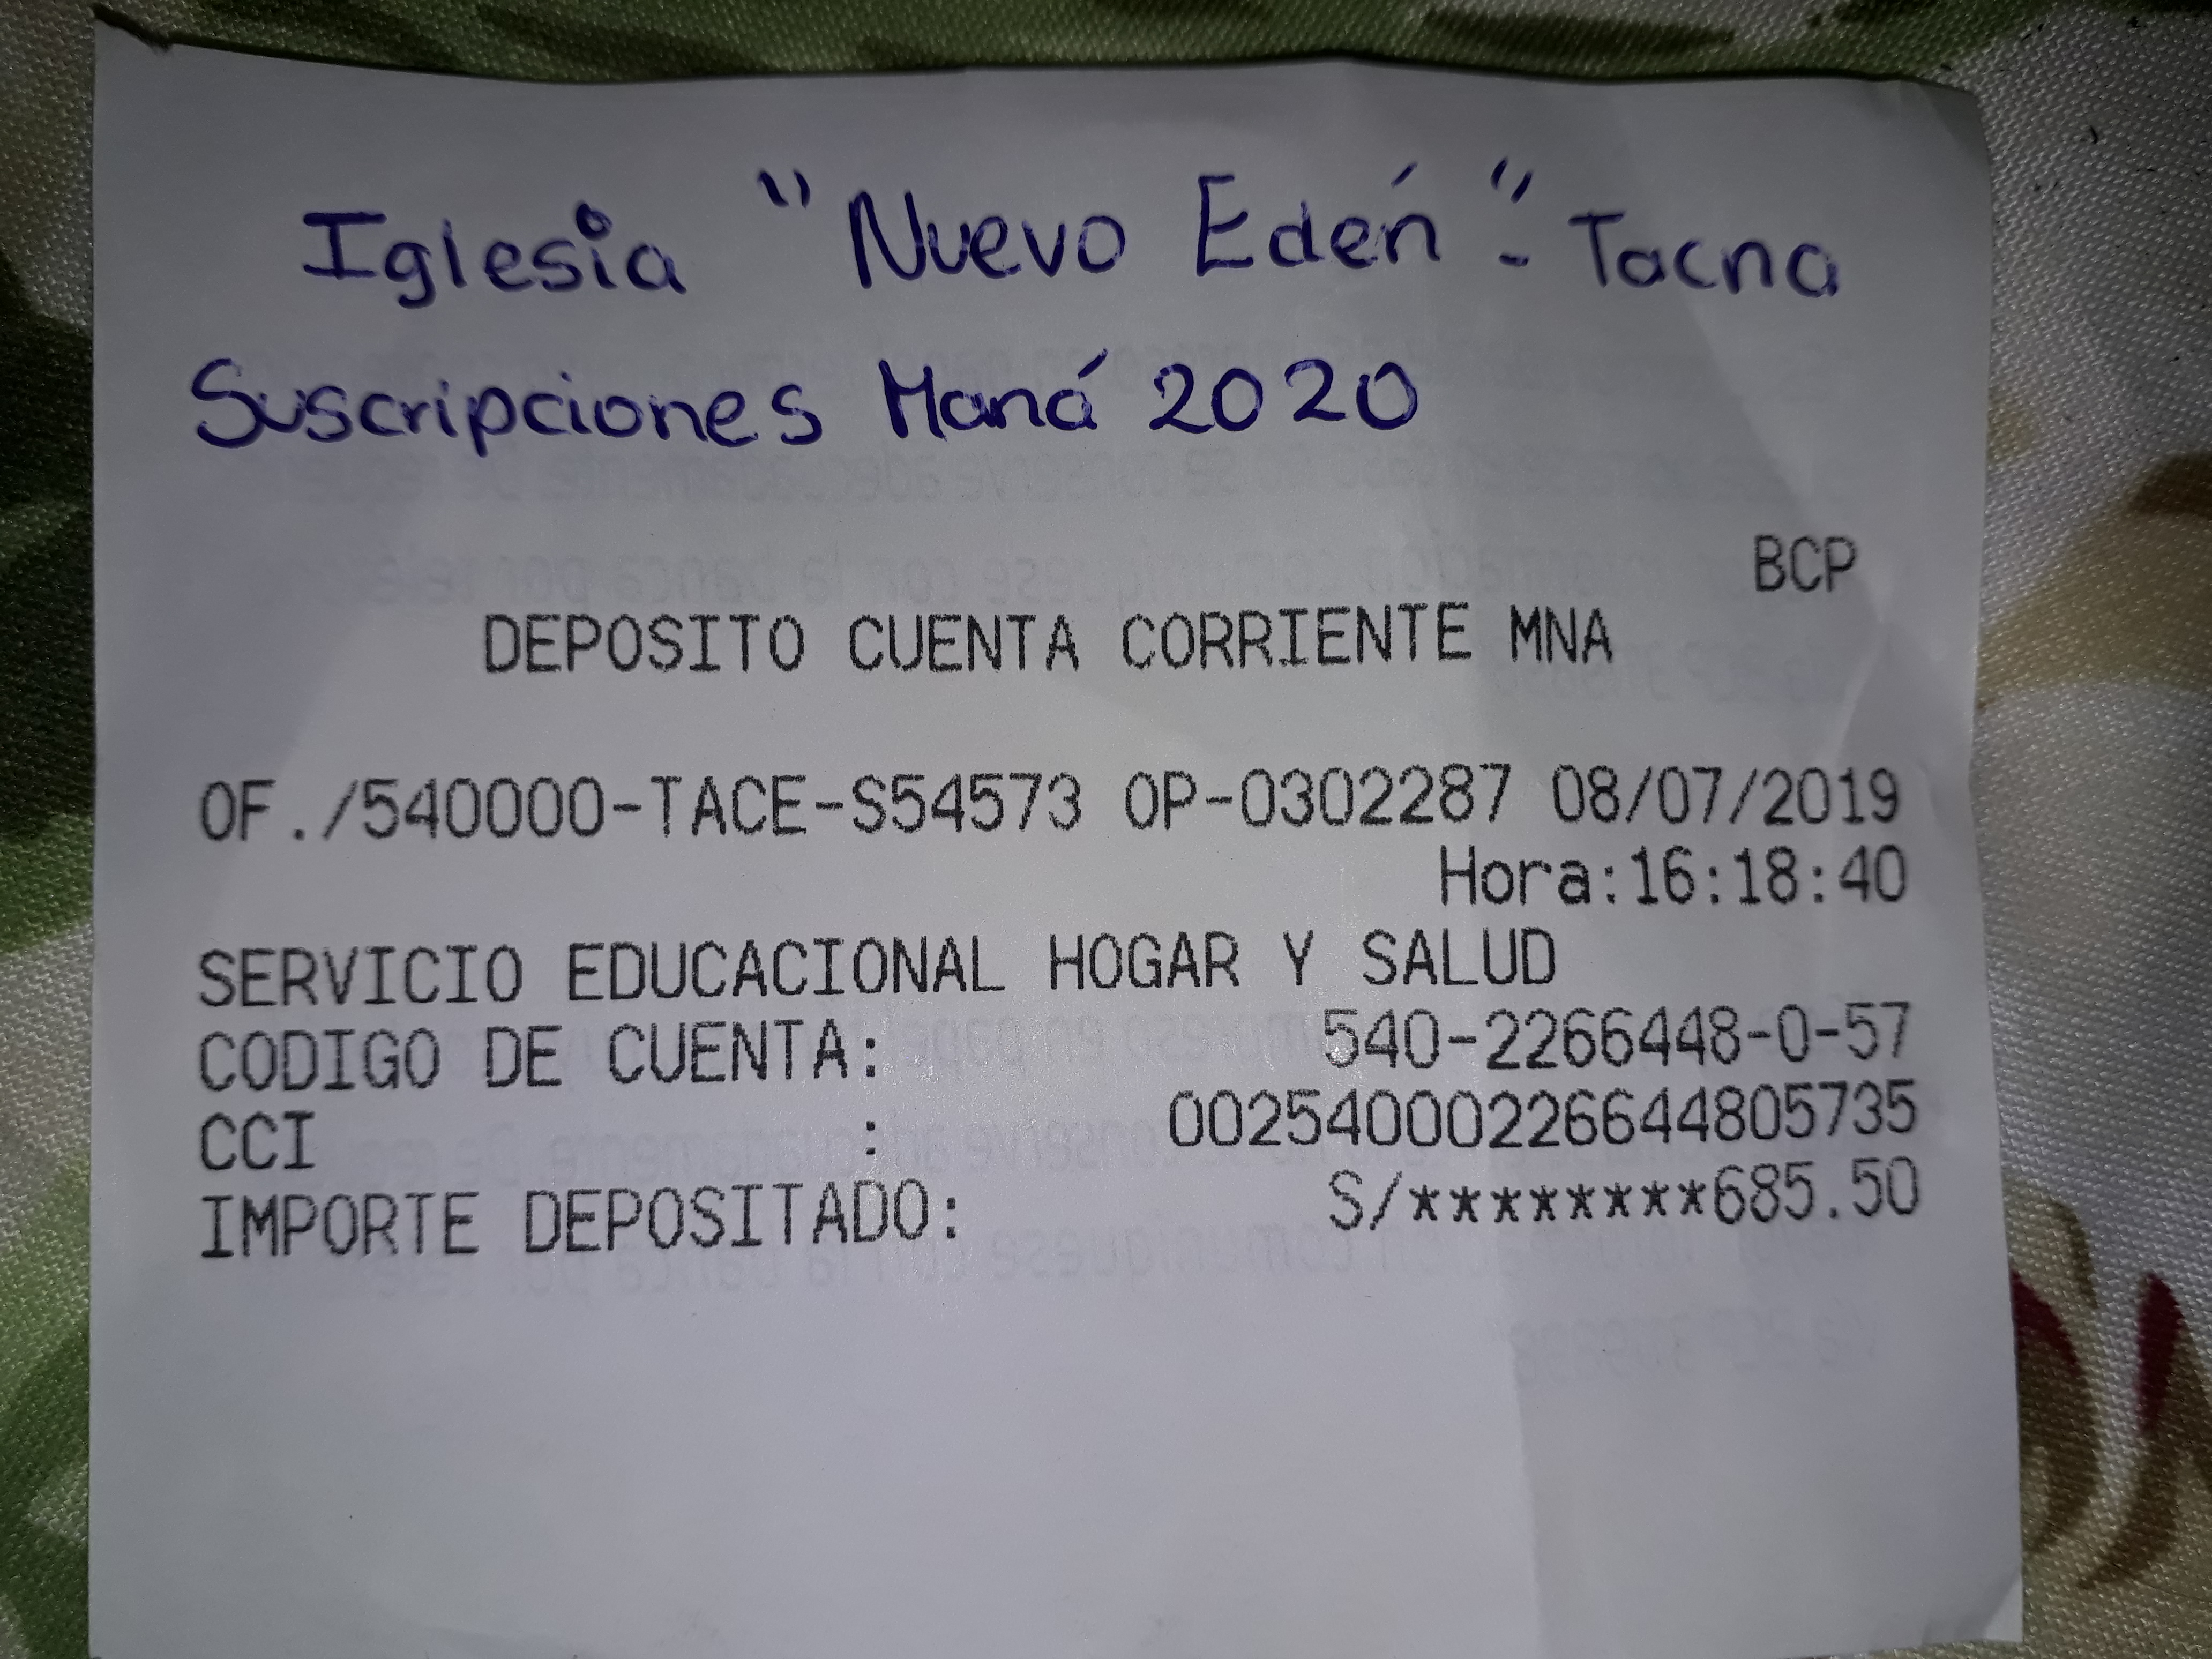 Iglesia "Nuevo Edén" - Tacna
Suscripciones Maná 2020
BCP
DEPOSITO CUENTA CORRIENTE MNA
OF./540000-TACE-S54573 OP-0302287 08/07/2019
Hora:16:18:40
SERVICIO EDUCACIONAL HOGAR Y SALUD
CODIGO DE CUENTA: 540-2266448-0-57
CCI : 00254000226644805735
IMPORTE DEPOSITADO: S/********685.50